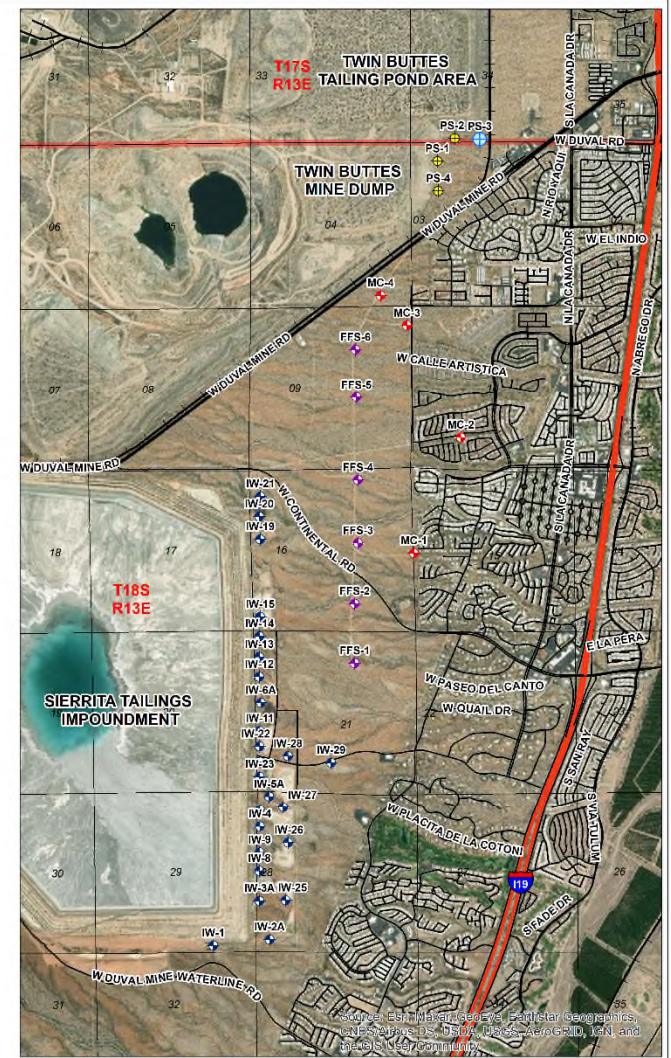 TWIN BUTTES
TAILING POND AREA
T17S
R13E
31
32
33
34
35
S LA CANADA DR
PS-2
PS-3
W DUVAL RD
PS-1
TWIN BUTTES
MINE DUMP
PS-4
N RIO YAQUI
W DUVAL MINE RD
06
05
04
03
W EL INDIO
N LA CANADA DR
MC-4
MC-3
N ABREGO DR
FFS-6
W DUVAL MINE RD
W CALLE ARTISTICA
07
08
09
FFS-5
MC-2
W DUVAL MINE RD
FFS-4
S LA CANADA DR
IW-21
W CONTINENTAL RD
IW-20
IW-19
FFS-3
18
17
16
MC-1
T18S
R13E
FFS-2
IW-15
IW-14
IW-13
E LA PERA
IW-12
FFS-1
W PASEO DEL CANTO
IW-6A
SIERRITA TAILINGS
IMPOUNDMENT
W QUAIL DR
22
IW-11
21
IW-22
IW-28
IW-29
S SAN RAY
IW-23
IW-5A
IW-27
S VIA TULUM
IW-4
W PLACITA DE LA COTONI
IW-9
IW-26
IW-8
30
29
28
27
26
I19
IW-3A
IW-25
S FADE DR
IW-1
IW-2A
W DUVAL MINE WATERLINE RD
31
32
33
34
35
Source: Esri, Maxar, GeoEye, Earthstar Geographics,
CNES/Airbus DS, USDA, USGS, AeroGRID, IGN, and
the GIS User Community